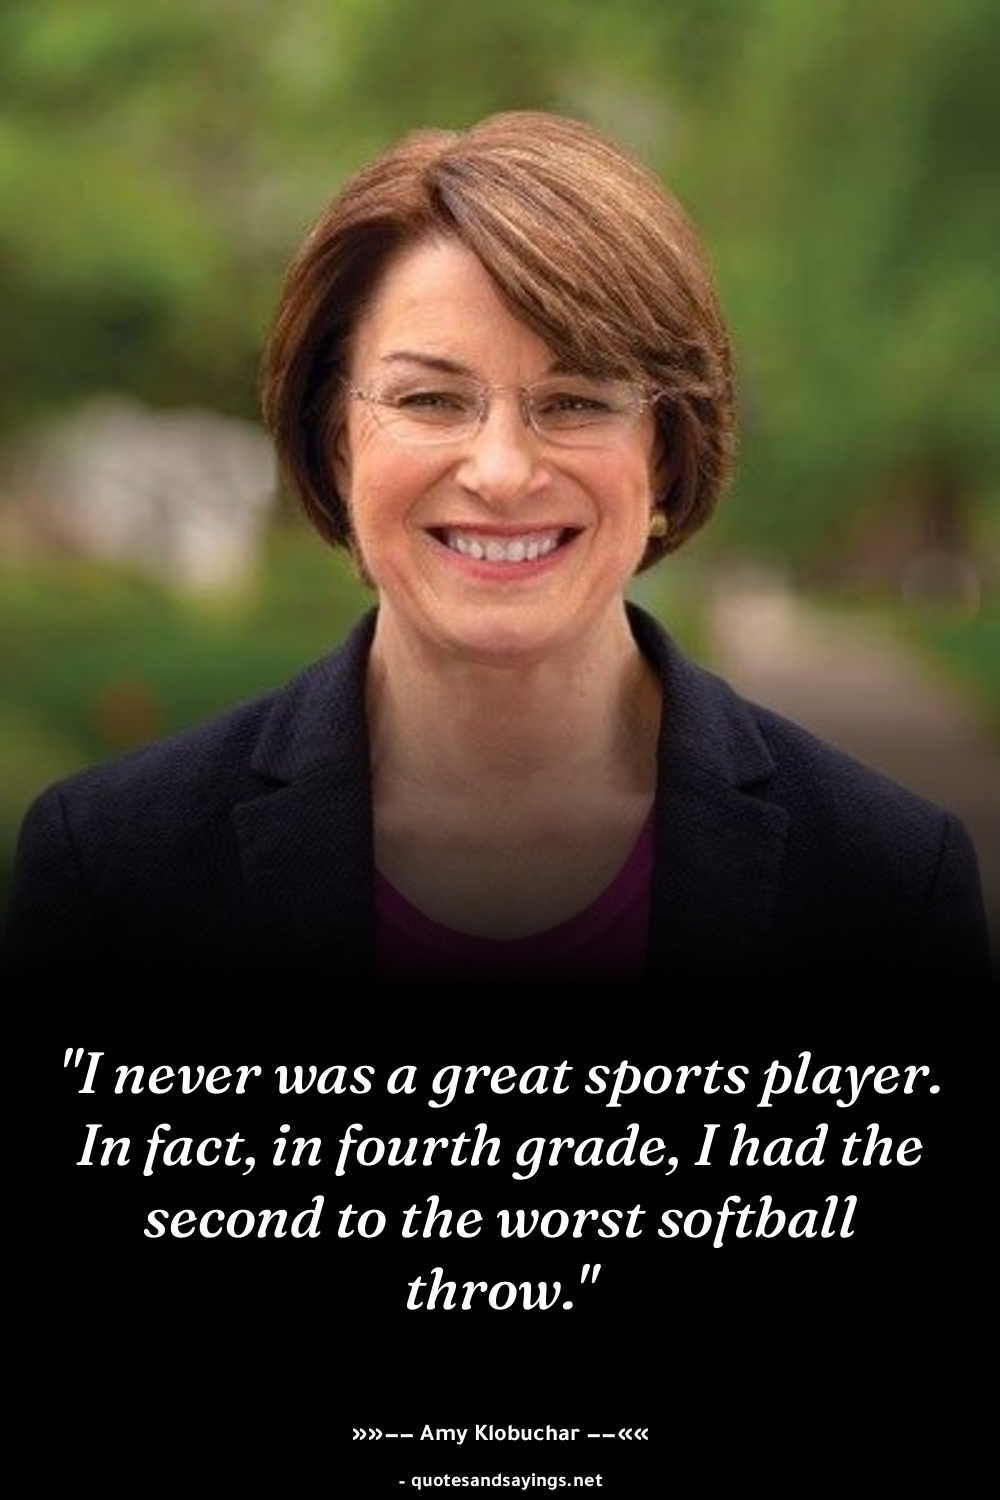 "I never was a great sports player.
In fact, in fourth grade, I had the
second to the worst softball
throw."
»»−− Amy Klobuchar −−««
- quotesandsayings.net